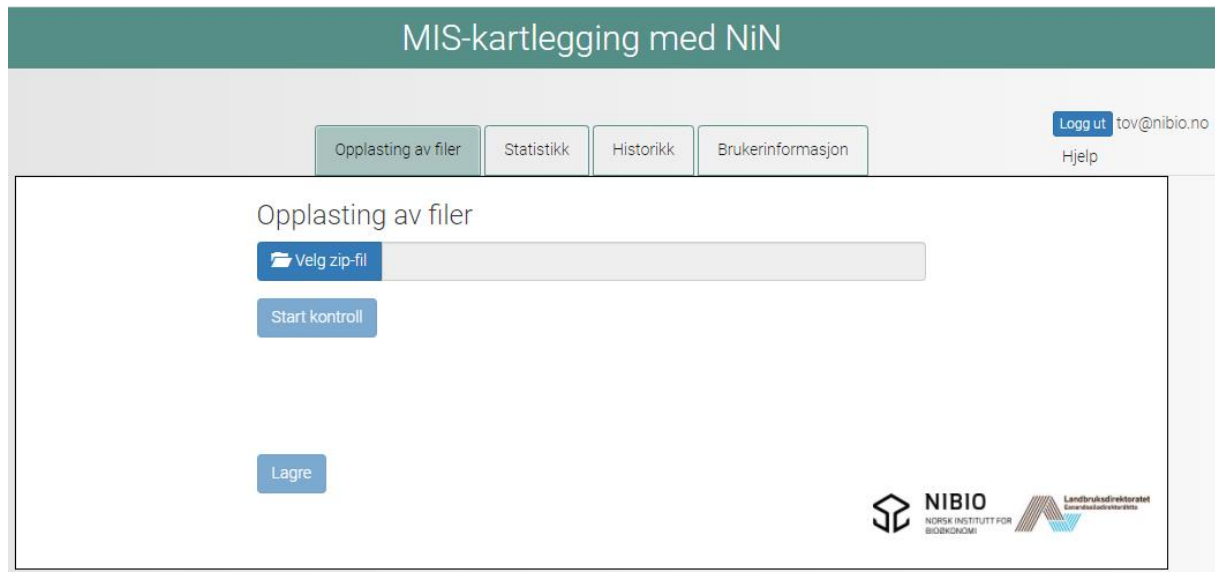 MIS-kartlegging med NiN
Logg ut tov@nibio.no
Opplasting av filer Statistikk Historikk Brukerinformasjon
Hjelp
Opplasting av filer
Velg zip-fil
Start kontroll
Lagre
NIBIO
NORSK INSTITUTT FOR
BIOØKONOMI
Landbruksdirektoratet